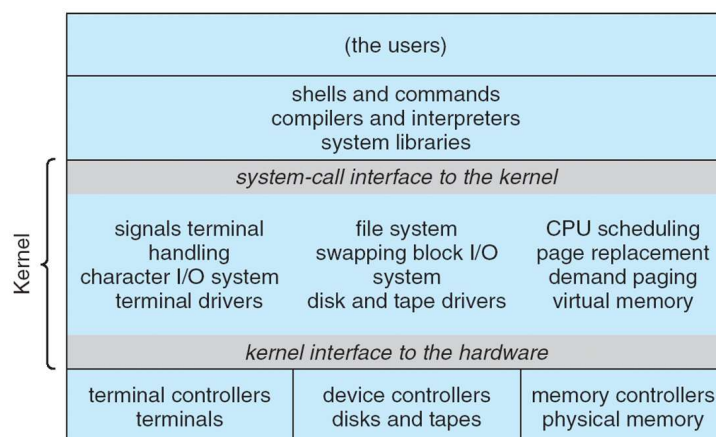 (the users)
shells and commands
compilers and interpreters
system libraries
system-call interface to the kernel
Kernel
signals terminal
handling
character I/O system
terminal drivers
file system
swapping block I/O
system
disk and tape drivers
CPU scheduling
page replacement
demand paging
virtual memory
kernel interface to the hardware
terminal controllers
terminals
device controllers
disks and tapes
memory controllers
physical memory